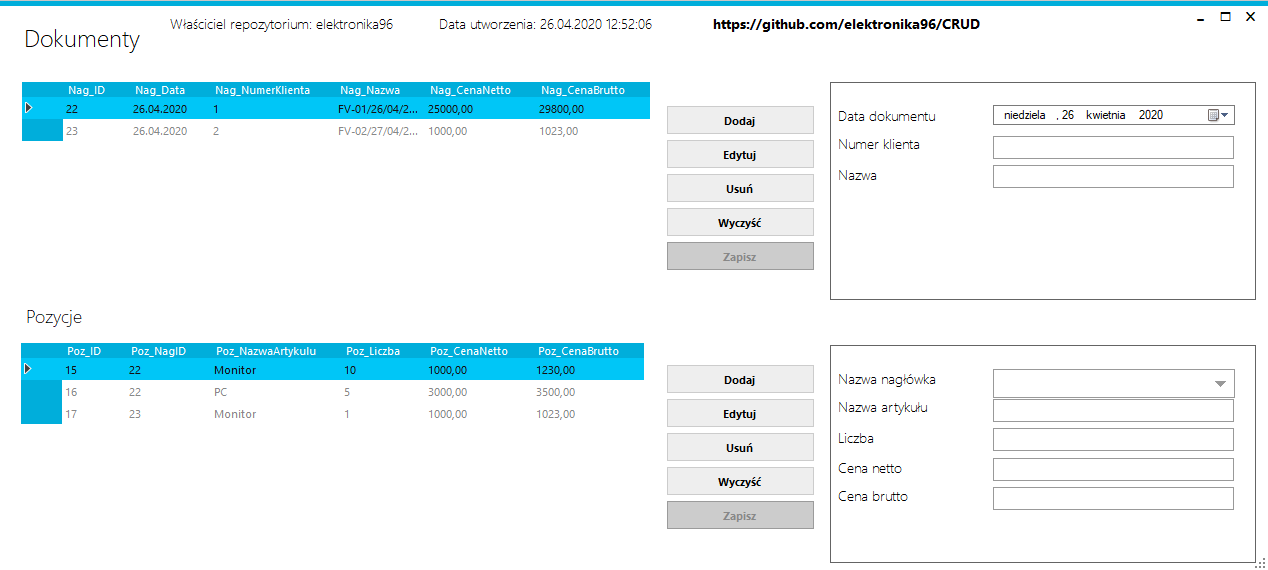 Właściciel repozytorium: elektronika96 Data utworzenia: 26.04.2020 12:52:06 https://github.com/elektronika96/CRUD
Dokumenty
Nag_ID Nag_Data Nag_NumerKlienta Nag_Nazwa Nag_CenaNetto Nag_CenaBrutto
22 26.04.2020 1 FV-01/26/04/2... 25000,00 29800,00
23 26.04.2020 2 FV-02/27/04/2... 1000,00 1023,00
Dodaj
Edytuj
Usuń
Wyczyść
Zapisz
Data dokumentu niedziela , 26 kwietnia 2020
Numer klienta
Nazwa
Pozycje
Poz_ID Poz_NagID Poz_NazwaArtykulu Poz_Liczba Poz_CenaNetto Poz_CenaBrutto
15 22 Monitor 10 1000,00 1230,00
16 22 PC 5 3000,00 3500,00
17 23 Monitor 1 1000,00 1023,00
Dodaj
Edytuj
Usuń
Wyczyść
Zapisz
Nazwa nagłówka
Nazwa artykułu
Liczba
Cena netto
Cena brutto